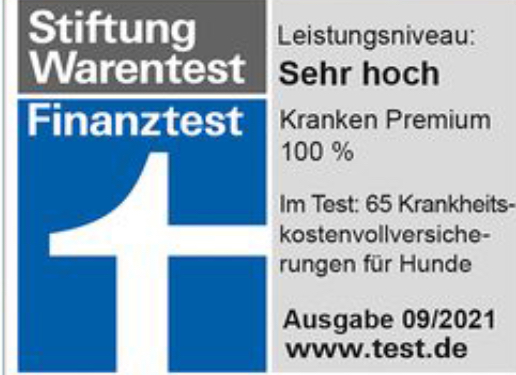 Stiftung
Warentest
Finanztest
Leistungsniveau:
Sehr hoch
Kranken Premium
100 %
Im Test: 65 Krankheits-
kostenvollversiche-
rungen für Hunde
Ausgabe 09/2021
www.test.de